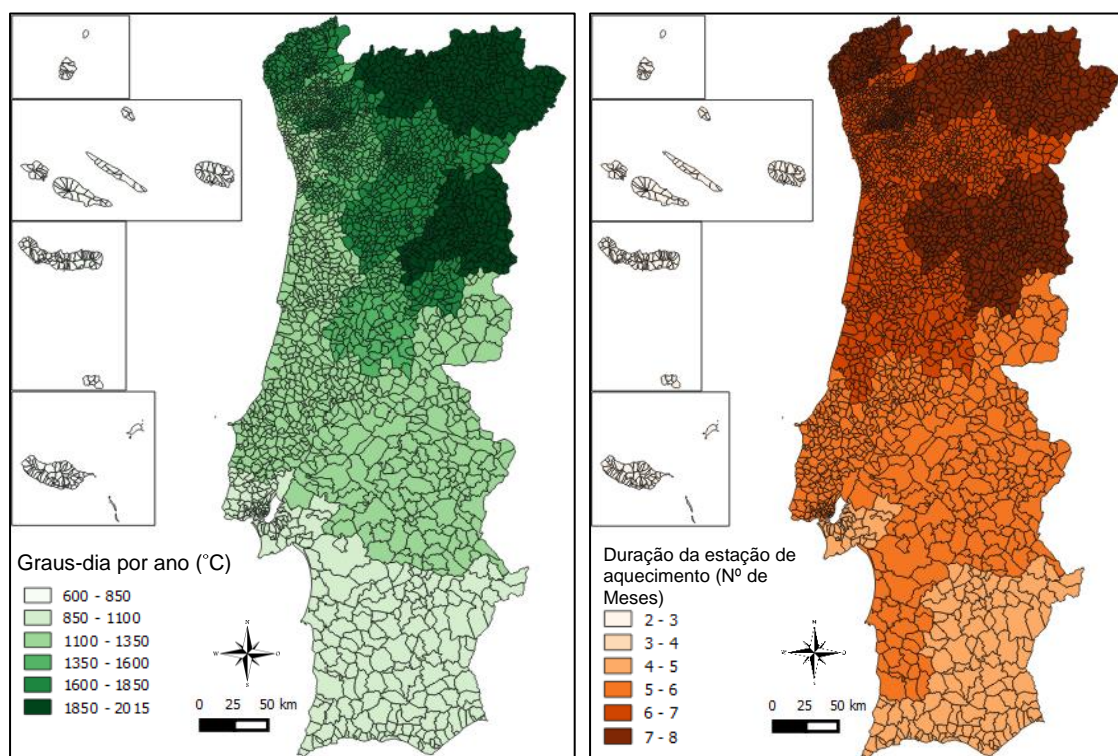 Graus-dia por ano (°C)
600 - 850
850 - 1100
1100 - 1350
1350 - 1600
1600 - 1850
1850 - 2015
N
W
E
S
0 25 50 km
Duração da estação de
aquecimento (Nº de
Meses)
2 - 3
3 - 4
4 - 5
5 - 6
6 - 7
7 - 8
N
W
E
S
0 25 50 km